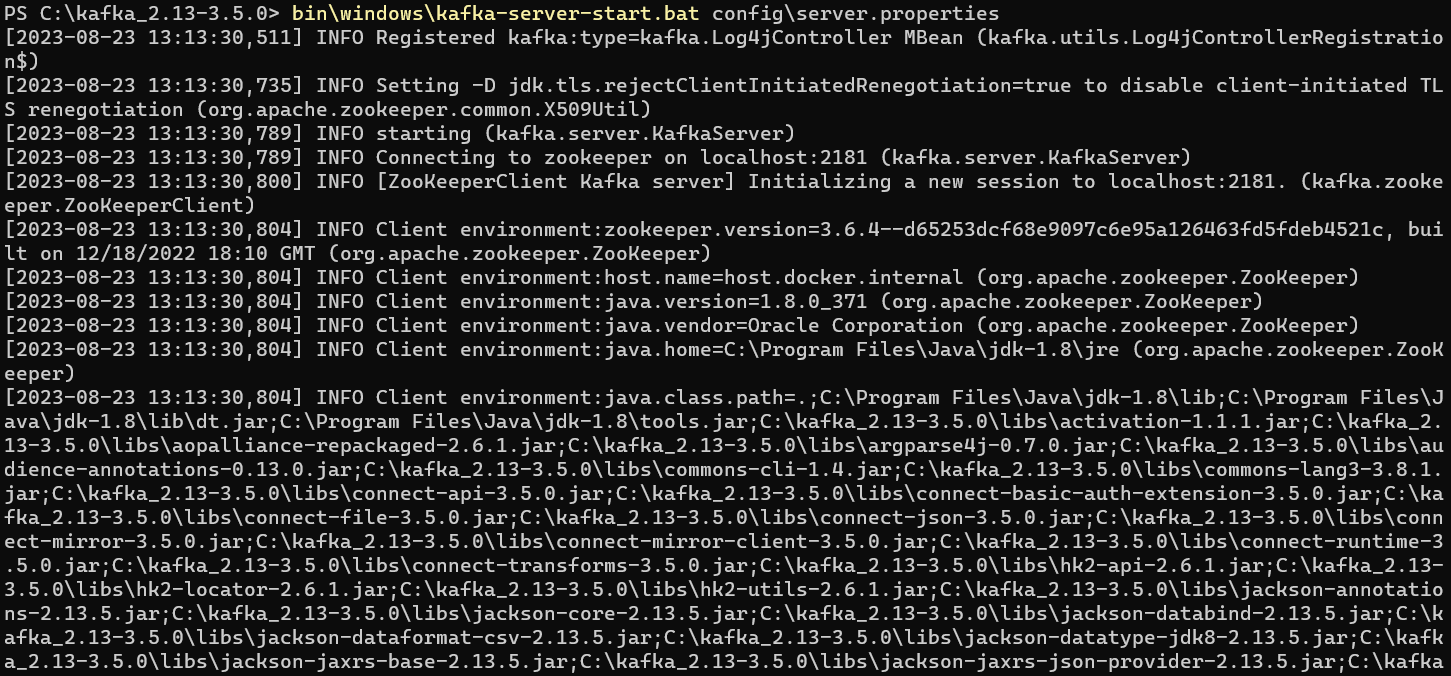 PS C:\kafka_2.13-3.5.0> bin\windows\kafka-server-start.bat config\server.properties
[2023-08-23 13:13:30,511] INFO Registered kafka:type=kafka.Log4jController MBean (kafka.utils.Log4jControllerRegistratio
n$)
[2023-08-23 13:13:30,735] INFO Setting -D jdk.tls.rejectClientInitiatedRenegotiation=true to disable client-initiated TL
S renegotiation (org.apache.zookeeper.common.X509Util)
[2023-08-23 13:13:30,789] INFO starting (kafka.server.KafkaServer)
[2023-08-23 13:13:30,789] INFO Connecting to zookeeper on localhost:2181 (kafka.server.KafkaServer)
[2023-08-23 13:13:30,800] INFO [ZooKeeperClient Kafka server] Initializing a new session to localhost:2181. (kafka.zooke
eper.ZooKeeperClient)
[2023-08-23 13:13:30,804] INFO Client environment:zookeeper.version=3.6.4--d65253dcf68e9097c6e95a126463fd5fdeb4521c, bui
lt on 12/18/2022 18:10 GMT (org.apache.zookeeper.ZooKeeper)
[2023-08-23 13:13:30,804] INFO Client environment:host.name=host.docker.internal (org.apache.zookeeper.ZooKeeper)
[2023-08-23 13:13:30,804] INFO Client environment:java.version=1.8.0_371 (org.apache.zookeeper.ZooKeeper)
[2023-08-23 13:13:30,804] INFO Client environment:java.vendor=Oracle Corporation (org.apache.zookeeper.ZooKeeper)
[2023-08-23 13:13:30,804] INFO Client environment:java.home=C:\Program Files\Java\jdk-1.8\jre (org.apache.zookeeper.ZooK
eeper)
[2023-08-23 13:13:30,804] INFO Client environment:java.class.path=.;C:\Program Files\Java\jdk-1.8\lib;C:\Program Files\J
ava\jdk-1.8\lib\dt.jar;C:\Program Files\Java\jdk-1.8\tools.jar;C:\kafka_2.13-3.5.0\libs\activation-1.1.1.jar;C:\kafka_2.
13-3.5.0\libs\aopalliance-repackaged-2.6.1.jar;C:\kafka_2.13-3.5.0\libs\argparse4j-0.7.0.jar;C:\kafka_2.13-3.5.0\libs\au
dience-annotations-0.13.0.jar;C:\kafka_2.13-3.5.0\libs\commons-cli-1.4.jar;C:\kafka_2.13-3.5.0\libs\commons-lang3-3.8.1.
jar;C:\kafka_2.13-3.5.0\libs\connect-api-3.5.0.jar;C:\kafka_2.13-3.5.0\libs\connect-basic-auth-extension-3.5.0.jar;C:\ka
fka_2.13-3.5.0\libs\connect-file-3.5.0.jar;C:\kafka_2.13-3.5.0\libs\connect-json-3.5.0.jar;C:\kafka_2.13-3.5.0\libs\conn
ect-mirror-3.5.0.jar;C:\kafka_2.13-3.5.0\libs\connect-mirror-client-3.5.0.jar;C:\kafka_2.13-3.5.0\libs\connect-runtime-3
.5.0.jar;C:\kafka_2.13-3.5.0\libs\connect-transforms-3.5.0.jar;C:\kafka_2.13-3.5.0\libs\hk2-api-2.6.1.jar;C:\kafka_2.13-
3.5.0\libs\hk2-locator-2.6.1.jar;C:\kafka_2.13-3.5.0\libs\hk2-utils-2.6.1.jar;C:\kafka_2.13-3.5.0\libs\jackson-annotatio
ns-2.13.5.jar;C:\kafka_2.13-3.5.0\libs\jackson-core-2.13.5.jar;C:\kafka_2.13-3.5.0\libs\jackson-databind-2.13.5.jar;C:\k
afka_2.13-3.5.0\libs\jackson-dataformat-csv-2.13.5.jar;C:\kafka_2.13-3.5.0\libs\jackson-datatype-jdk8-2.13.5.jar;C:\kafk
a_2.13-3.5.0\libs\jackson-jaxrs-base-2.13.5.jar;C:\kafka_2.13-3.5.0\libs\jackson-jaxrs-json-provider-2.13.5.jar;C:\kafka